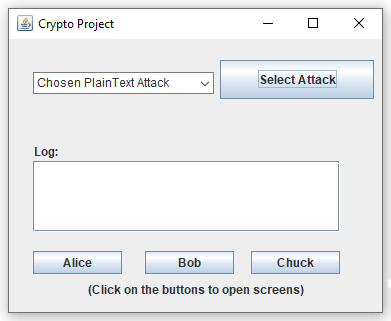 Crypto Project
Chosen PlainText Attack
Select Attack
Log:
Alice
Bob
Chuck
(Click on the buttons to open screens)